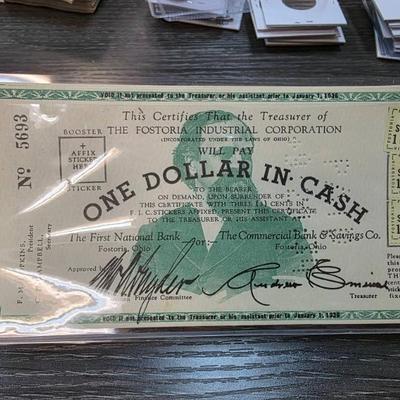 VOID if not presented to the Treasurer, or his assistant prior to January 1, 1936
No 5693
This Certifies That the Treasurer of
THE FOSTORIA INDUSTRIAL CORPORATION
(INCORPORATED UNDER THE LAWS OF OHIO)
WILL PAY
BOOSTER
AFFIX
STICKER
HERE
STICKER
ONE DOLLAR IN CASH
TO THE BEARER
ON DEMAND, UPON SURRENDER OF
THIS CERTIFICATE WITH THREE (3) CENTS IN
F. I. C. STICKERS AFFIXED. PRESENT THIS CERTIFICATE
THE TREASURER OR HIS ASSISTANT AT
The First National Bank or The Commercial Bank & Savings Co.
Fostoria, Ohio Fostoria, Ohio
Approved by
Finance Committee
Treasurer
President
CAMPBELL,
Secretary
VOID if not presented to the Treasurer, or his assistant prior to January 1, 1936